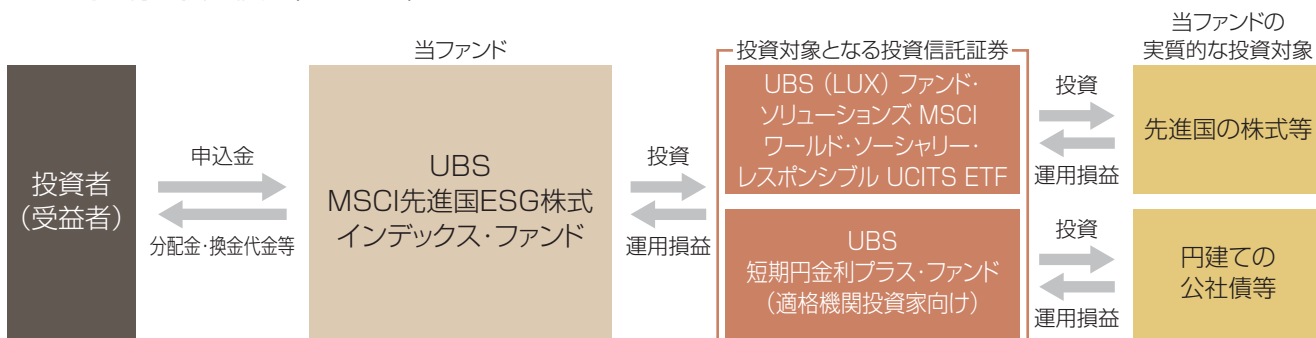 当ファンド
投資対象となる投資信託証券
当ファンドの
実質的な投資対象
投資者
(受益者)
申込金
分配金・換金代金等
UBS
MSCI先進国ESG株式
インデックス・ファンド
投資
運用損益
UBS (LUX) ファンド・
ソリューションズ MSCI
ワールド・ソーシャリー・
レスポンシブル UCITS ETF
投資
運用損益
先進国の株式等
UBS
短期円金利プラス・ファンド
(適格機関投資家向け)
投資
運用損益
円建ての
公社債等